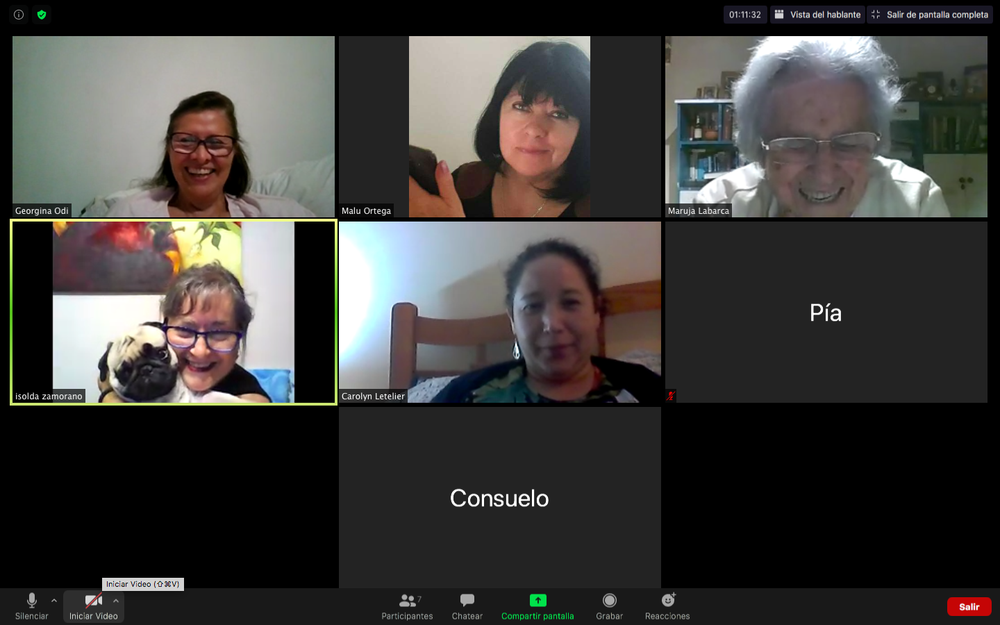 01:11:32
Vista del hablante
Salir de pantalla completa
Georgina Odi
Malu Ortega
Maruja Labarca
isolda zamorano
Carolyn Letelier
Pía
Consuelo
Iniciar Video (⇧⌘V)
Silenciar
Iniciar Video
7
Participantes
Chatear
Compartir pantalla
Grabar
Reacciones
Salir